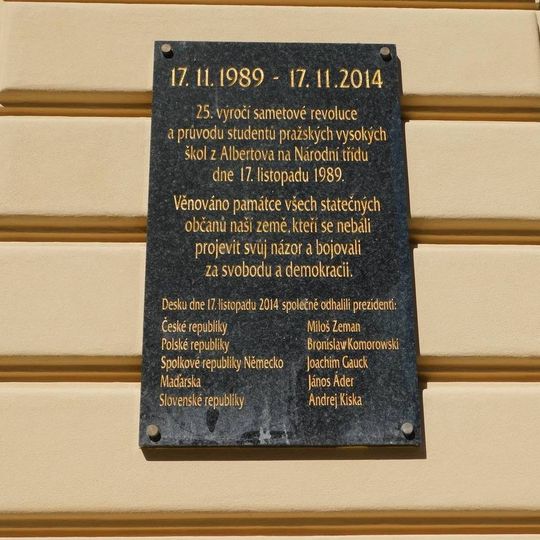 17.11.1989 - 17.11.2014
25. výročí sametové revoluce
a průvodu studentů pražských vysokých
škol z Albertova na Národní třídu
dne 17. listopadu 1989.
Věnováno památce všech statečných
občanů naší země, kteří se nebáli
projevit svůj názor a bojovali
za svobodu a demokracii.
Desku dne 17. listopadu 2014 společně odhalili prezidenti:
České republiky Miloš Zeman
Polské republiky Bronisław Komorowski
Spolkové republiky Německo Joachim Gauck
Maďarska János Áder
Slovenské republiky Andrej Kiska